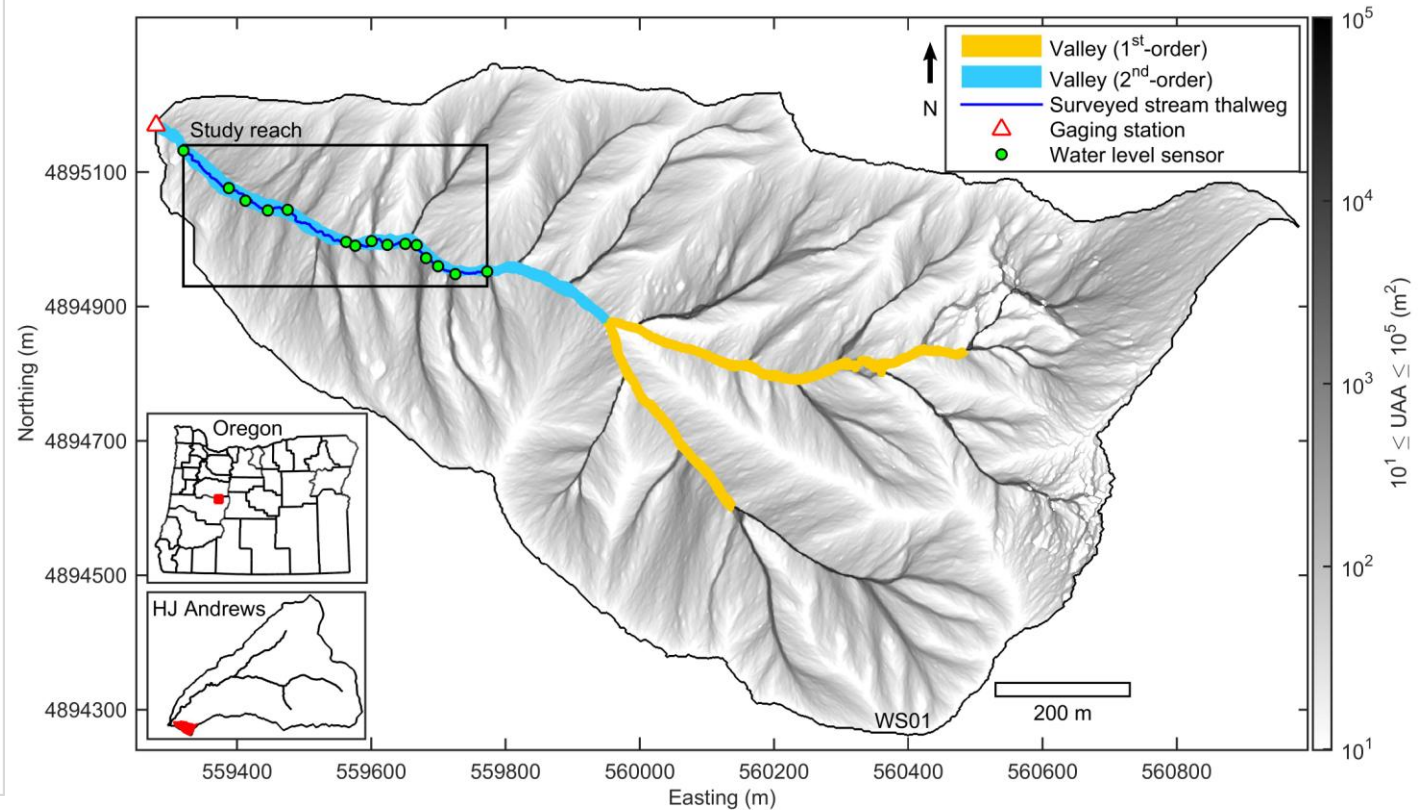 Valley (1st-order)
Valley (2nd-order)
Surveyed stream thalweg
Gaging station
Water level sensor
N
Study reach
4895100
4894900
4894700
4894500
4894300
Northing (m)
Oregon
HJ Andrews
WS01
200 m
559400 559600 559800 560000 560200 560400 560600 560800
Easting (m)
10^5
10^4
10^3
10^2
10^1
10^1 ≤ UAA ≤ 10^5 (m^2)